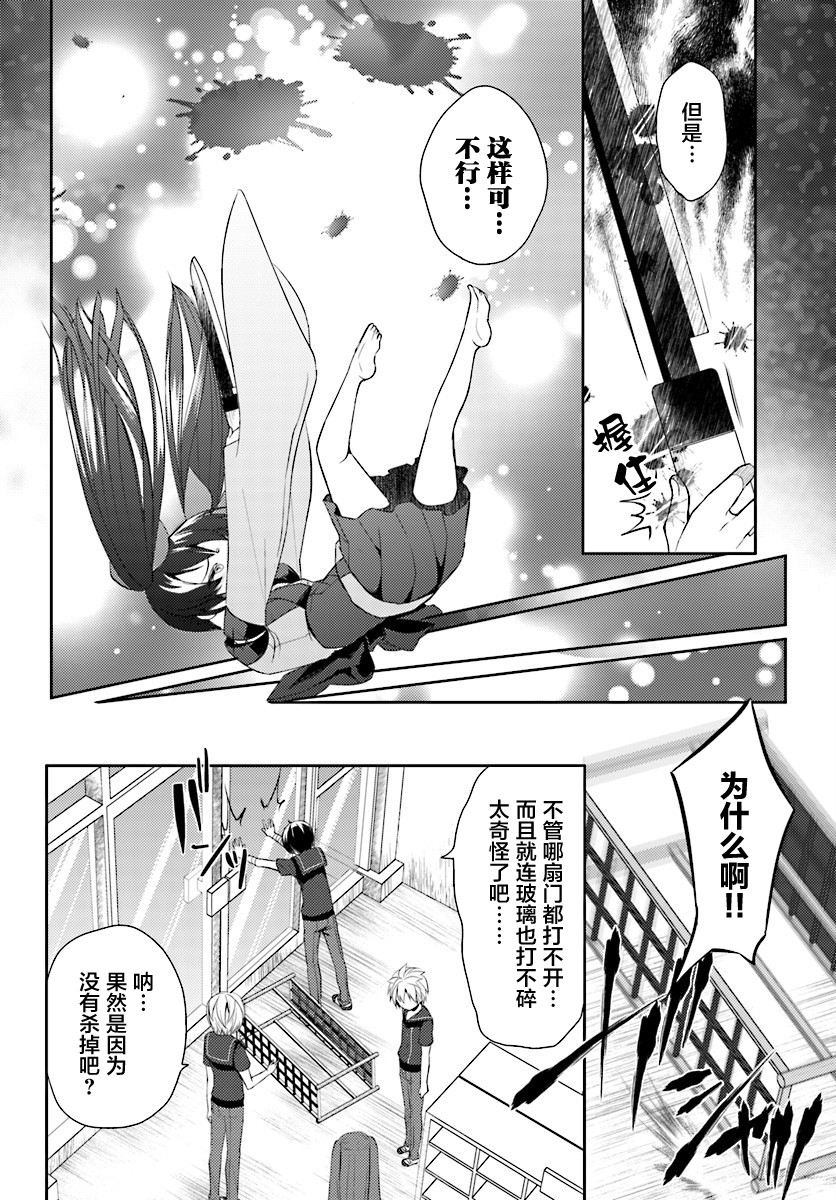 但是…
握住
这样可…
不行…
为什么啊!!
不管哪扇门都打不开…
而且就连玻璃也打不碎
太奇怪了吧……
呐…
果然是因为
没有杀掉吧？